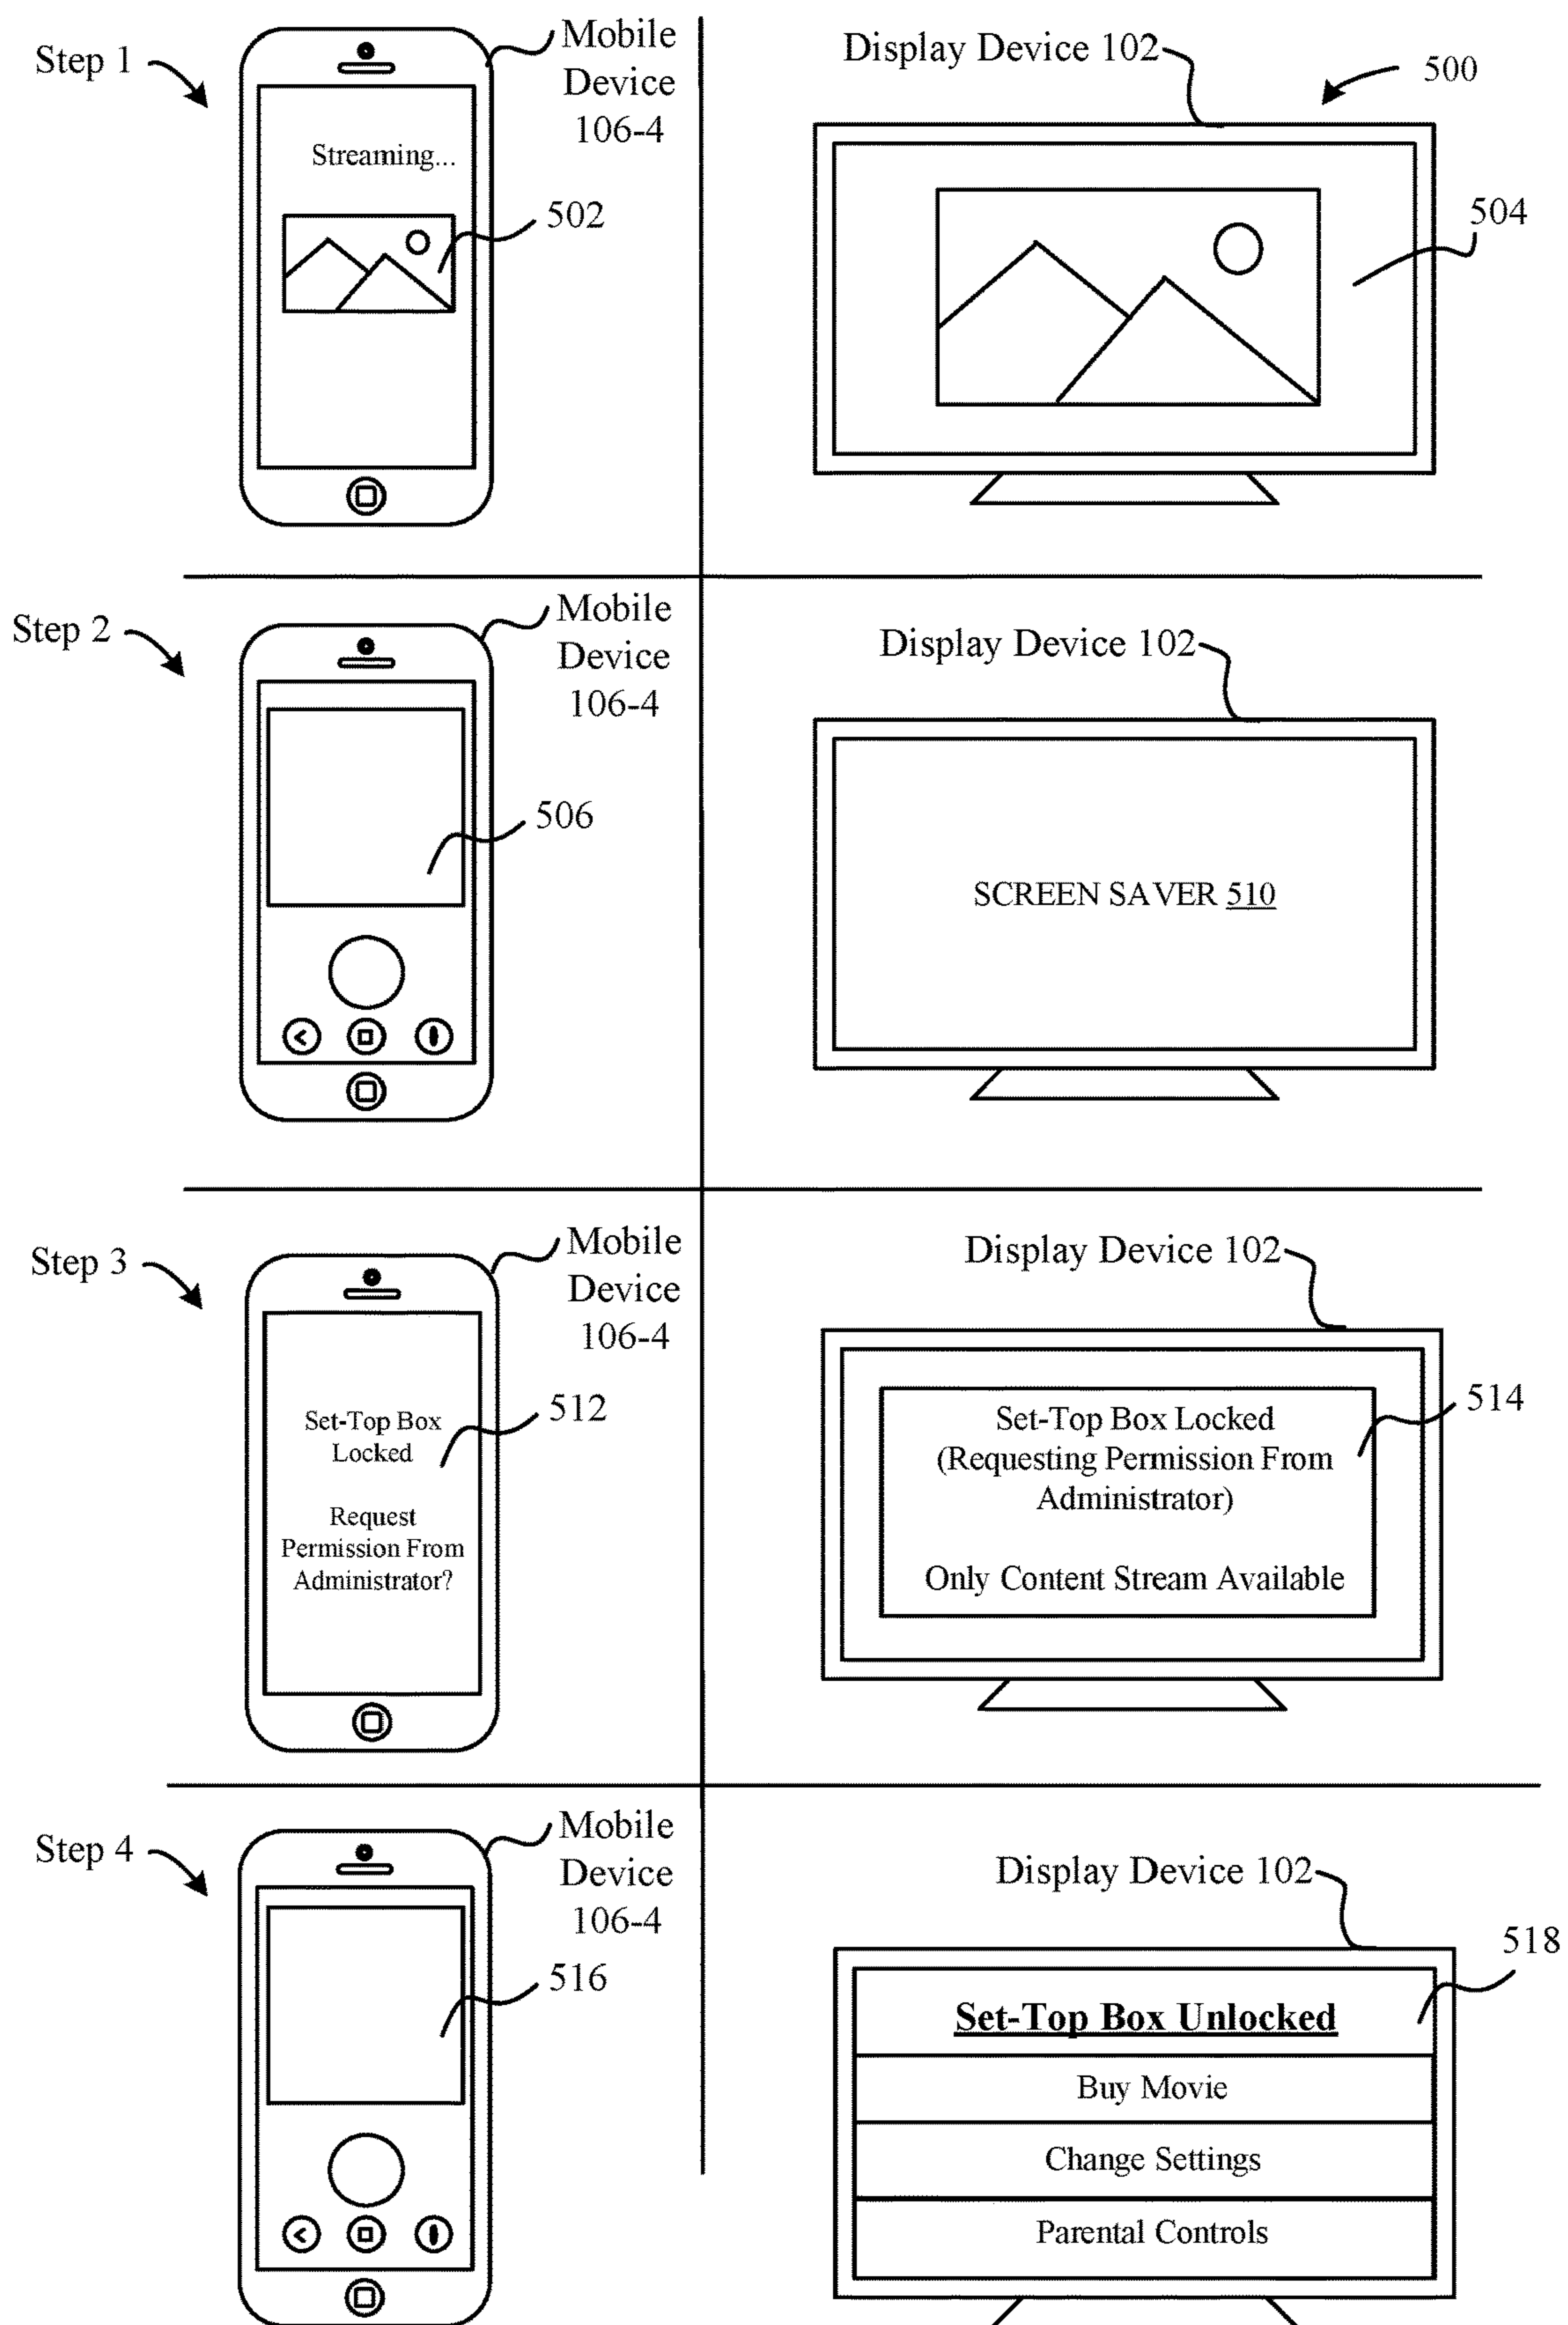 Step 1
Mobile
Device
106-4
Streaming...
502
Display Device 102
500
504
Step 2
Mobile
Device
106-4
506
Display Device 102
SCREEN SAVER 510
Step 3
Mobile
Device
106-4
Set-Top Box
Locked
Request
Permission From
Administrator?
512
Display Device 102
Set-Top Box Locked
(Requesting Permission From
Administrator)
Only Content Stream Available
514
Step 4
Mobile
Device
106-4
516
Display Device 102
518
Set-Top Box Unlocked
Buy Movie
Change Settings
Parental Controls